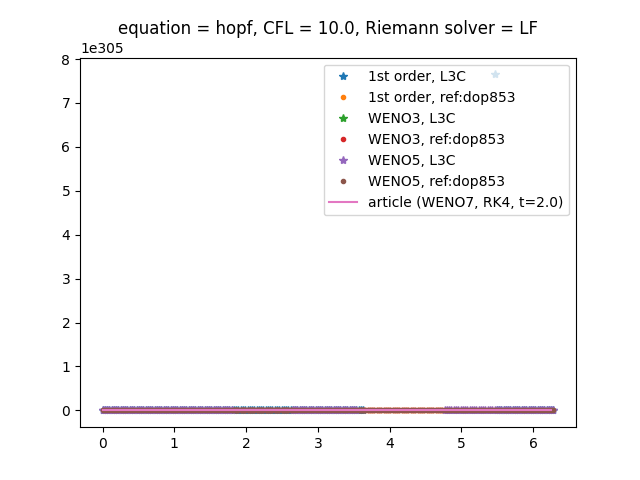 equation = hopf, CFL = 10.0, Riemann solver = LF
1e305
8
7
6
5
4
3
2
1
0
1st order, L3C
1st order, ref:dop853
WENO3, L3C
WENO3, ref:dop853
WENO5, L3C
WENO5, ref:dop853
article (WENO7, RK4, t=2.0)
0 1 2 3 4 5 6